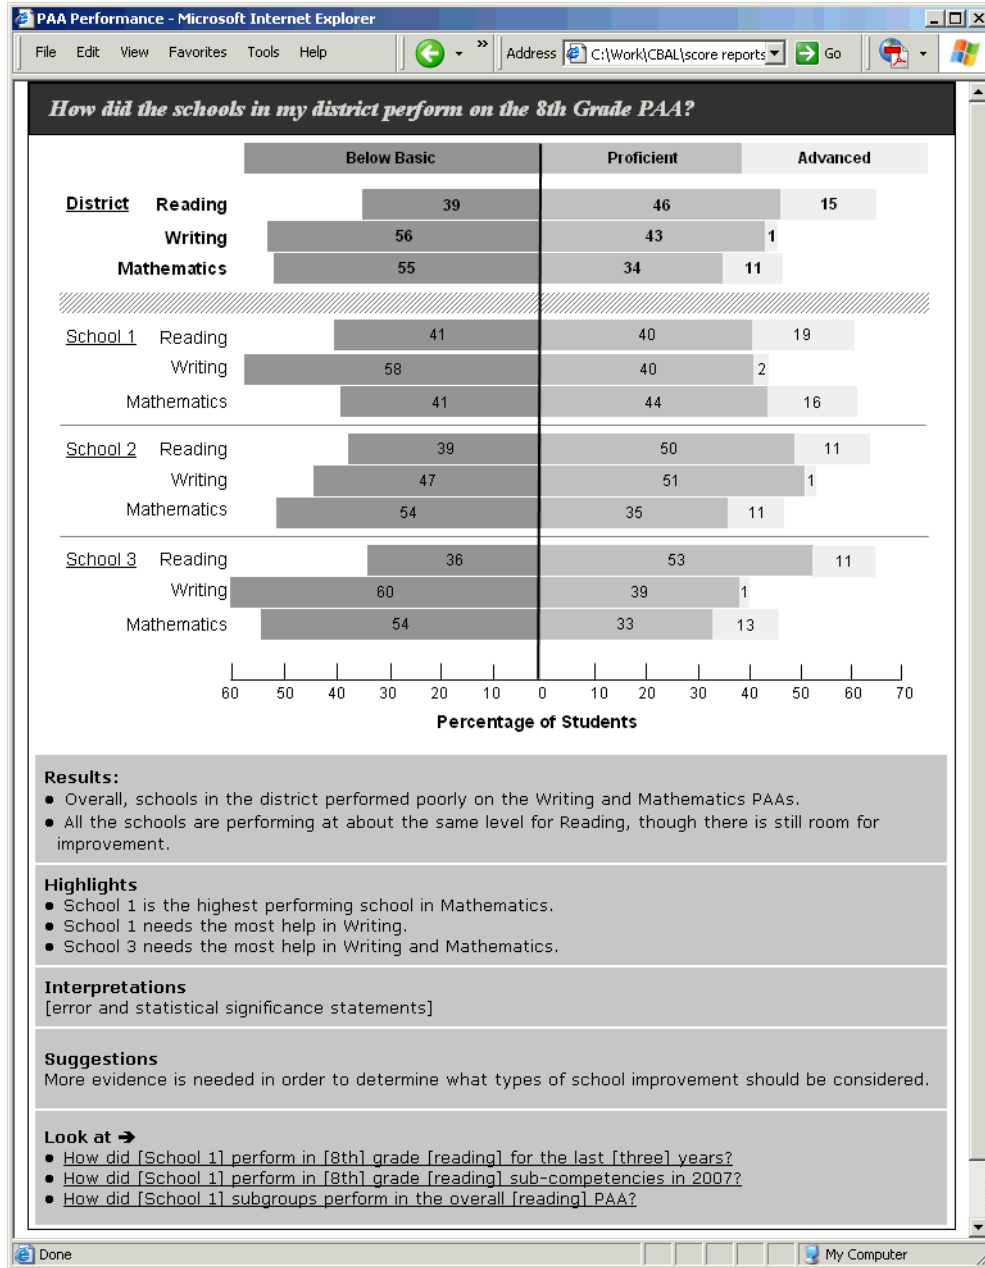 PAA Performance - Microsoft Internet Explorer
File Edit View Favorites Tools Help » Address C:\Work\CBAL\score reports Go
How did the schools in my district perform on the 8th Grade PAA?
Below Basic Proficient Advanced
District Reading 39 46 15
Writing 56 43 1
Mathematics 55 34 11
School 1 Reading 41 40 19
Writing 58 40 2
Mathematics 41 44 16
School 2 Reading 39 50 11
Writing 47 51 1
Mathematics 54 35 11
School 3 Reading 36 53 11
Writing 60 39 1
Mathematics 54 33 13
60 50 40 30 20 10 0 10 20 30 40 50 60 70
Percentage of Students
Results:
• Overall, schools in the district performed poorly on the Writing and Mathematics PAAs.
• All the schools are performing at about the same level for Reading, though there is still room for
improvement.
Highlights
• School 1 is the highest performing school in Mathematics.
• School 1 needs the most help in Writing.
• School 3 needs the most help in Writing and Mathematics.
Interpretations
[error and statistical significance statements]
Suggestions
More evidence is needed in order to determine what types of school improvement should be considered.
Look at ➔
• How did [School 1] perform in [8th] grade [reading] for the last [three] years?
• How did [School 1] perform in [8th] grade [reading] sub-competencies in 2007?
• How did [School 1] subgroups perform in the overall [reading] PAA?
Done My Computer